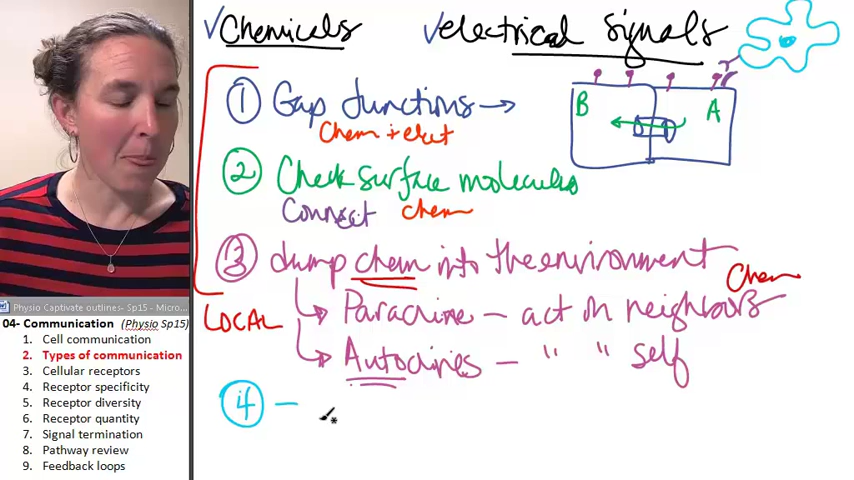 √Chemicals √electrical signals
① Gap Junctions →
Chem + elect
B A
② Check surface molecules
Connect chem
③ dump chem into the environment
Chem
LOCAL
↳ Paracrine – act on neighbors
↳ Autocrines – " " self
④ –
Physio Captivate outlines- Sp15 - Micro...
04- Communication (Physio Sp15)
1. Cell communication
2. Types of communication
3. Cellular receptors
4. Receptor specificity
5. Receptor diversity
6. Receptor quantity
7. Signal termination
8. Pathway review
9. Feedback loops